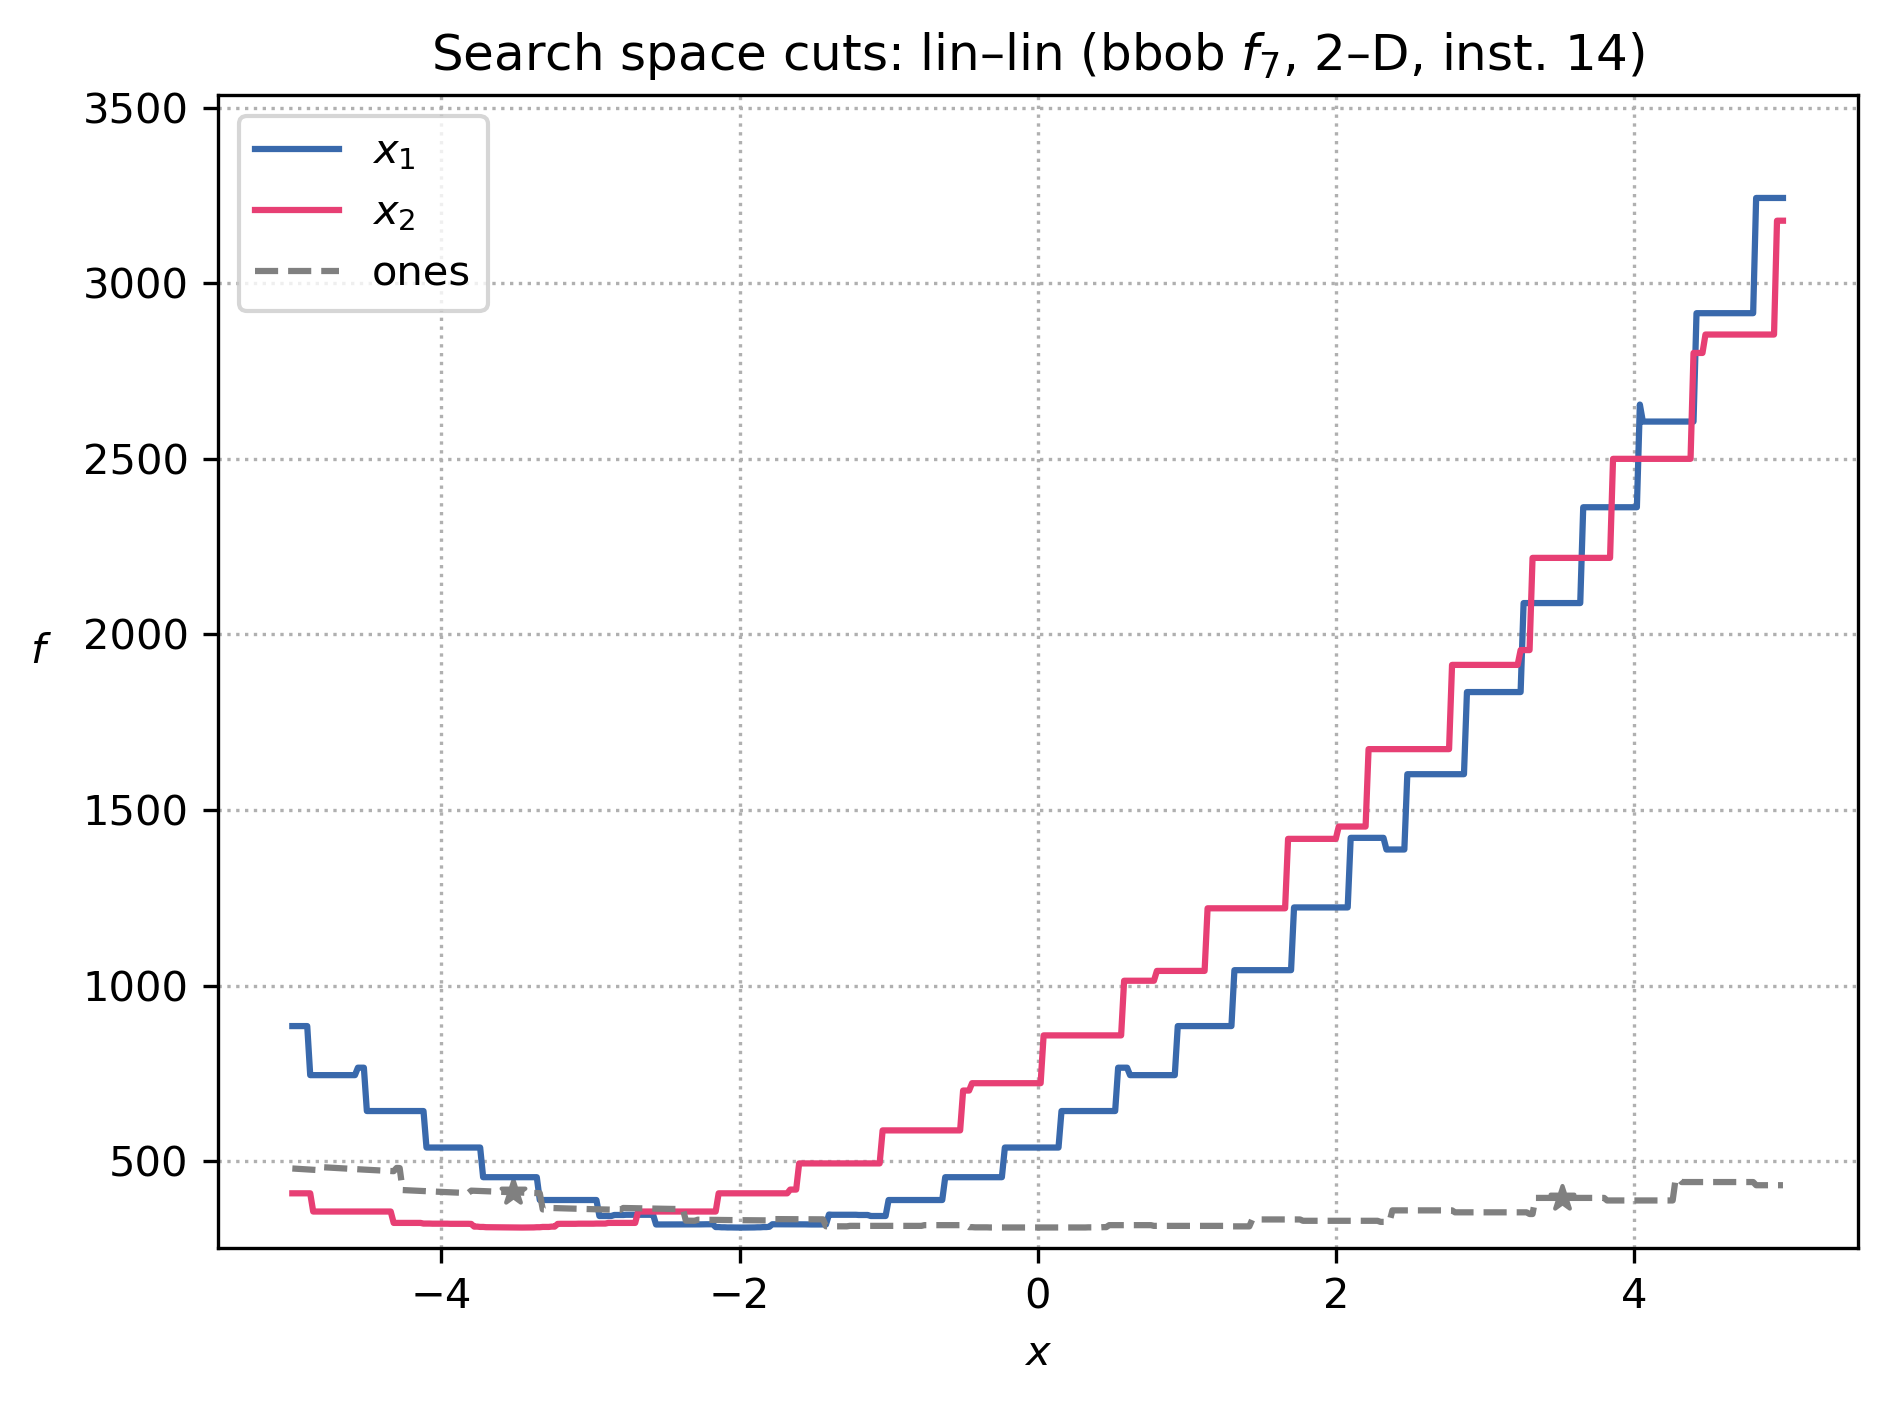 Search space cuts: lin–lin (bbob f₇, 2–D, inst. 14)
3500
3000
2500
2000
1500
1000
500
f
x₁
x₂
ones
−4
−2
0
2
4
x